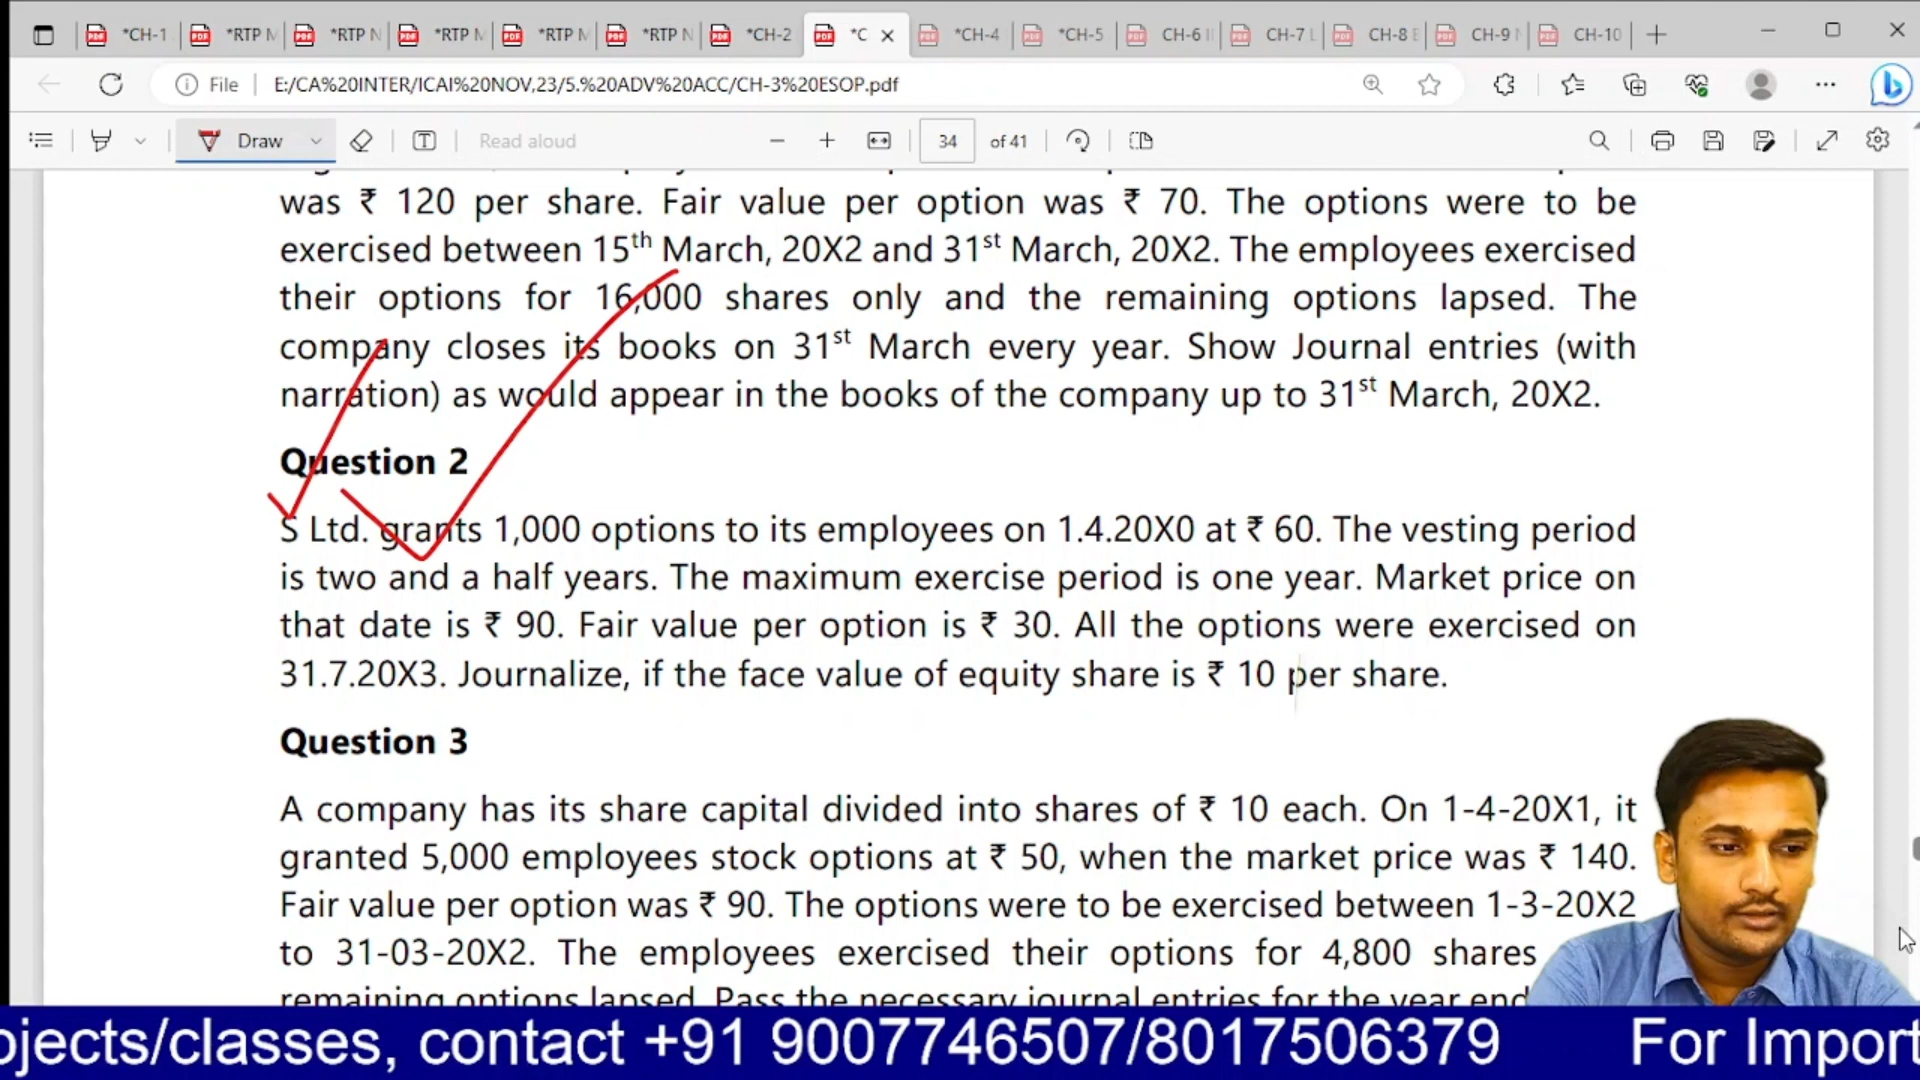 *CH-1 *RTP M *RTP N *RTP M *RTP M *RTP N *CH-2 *C *CH-4 *CH-5 CH-6 CH-7 L CH-8 CH-9 CH-10
File E:/CA%20INTER/ICAI%20NOV,23/5.%20ADV%20ACC/CH-3%20ESOP.pdf
Draw Read aloud 34 of 41
was ₹ 120 per share. Fair value per option was ₹ 70. The options were to be
exercised between 15th March, 20X2 and 31st March, 20X2. The employees exercised
their options for 16,000 shares only and the remaining options lapsed. The
company closes its books on 31st March every year. Show Journal entries (with
narration) as would appear in the books of the company up to 31st March, 20X2.
Question 2
S Ltd. grants 1,000 options to its employees on 1.4.20X0 at ₹ 60. The vesting period
is two and a half years. The maximum exercise period is one year. Market price on
that date is ₹ 90. Fair value per option is ₹ 30. All the options were exercised on
31.7.20X3. Journalize, if the face value of equity share is ₹ 10 per share.
Question 3
A company has its share capital divided into shares of ₹ 10 each. On 1-4-20X1, it
granted 5,000 employees stock options at ₹ 50, when the market price was ₹ 140.
Fair value per option was ₹ 90. The options were to be exercised between 1-3-20X2
to 31-03-20X2. The employees exercised their options for 4,800 shares
remaining options lapsed. Pass the necessary journal entries for the year end
ojects/classes, contact +91 9007746507/8017506379 For Import